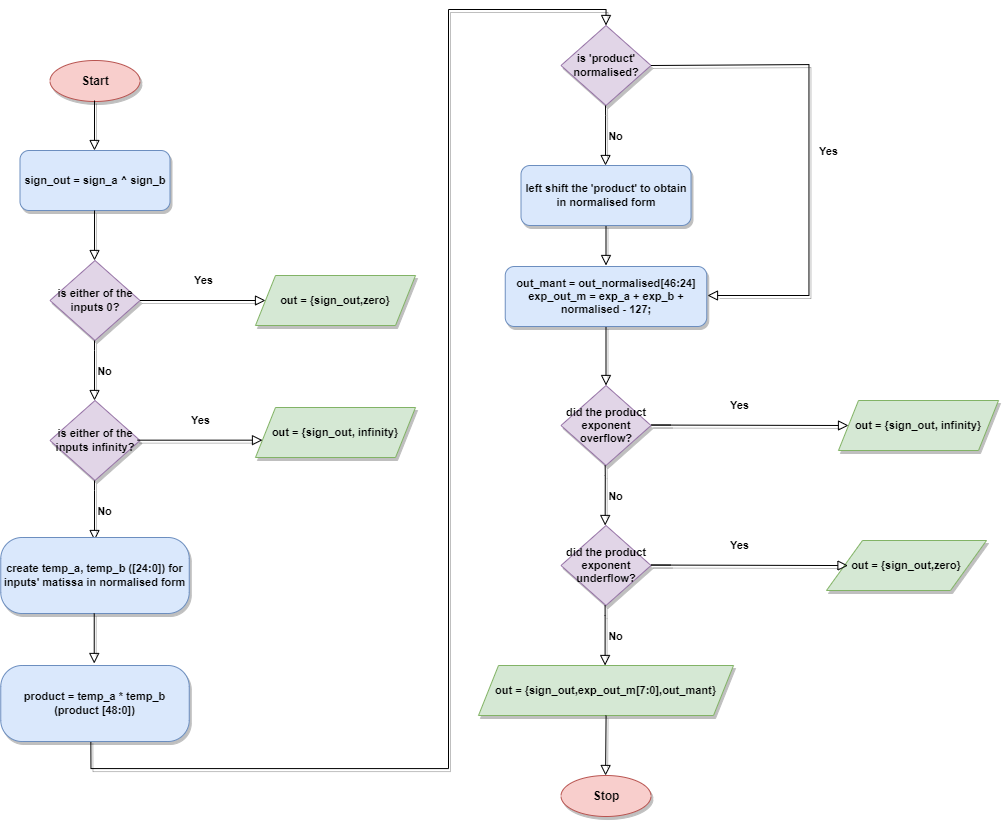 Start
sign_out = sign_a ^ sign_b
is either of the
inputs 0?
Yes
out = {sign_out,zero}
No
is either of the
inputs infinity?
Yes
out = {sign_out, infinity}
No
create temp_a, temp_b ([24:0]) for
inputs' matissa in normalised form
product = temp_a * temp_b
(product [48:0])
is 'product'
normalised?
Yes
No
left shift the 'product' to obtain
in normalised form
out_mant = out_normalised[46:24]
exp_out_m = exp_a + exp_b +
normalised - 127;
did the product
exponent
overflow?
Yes
out = {sign_out, infinity}
No
did the product
exponent
underflow?
Yes
out = {sign_out,zero}
No
out = {sign_out,exp_out_m[7:0],out_mant}
Stop